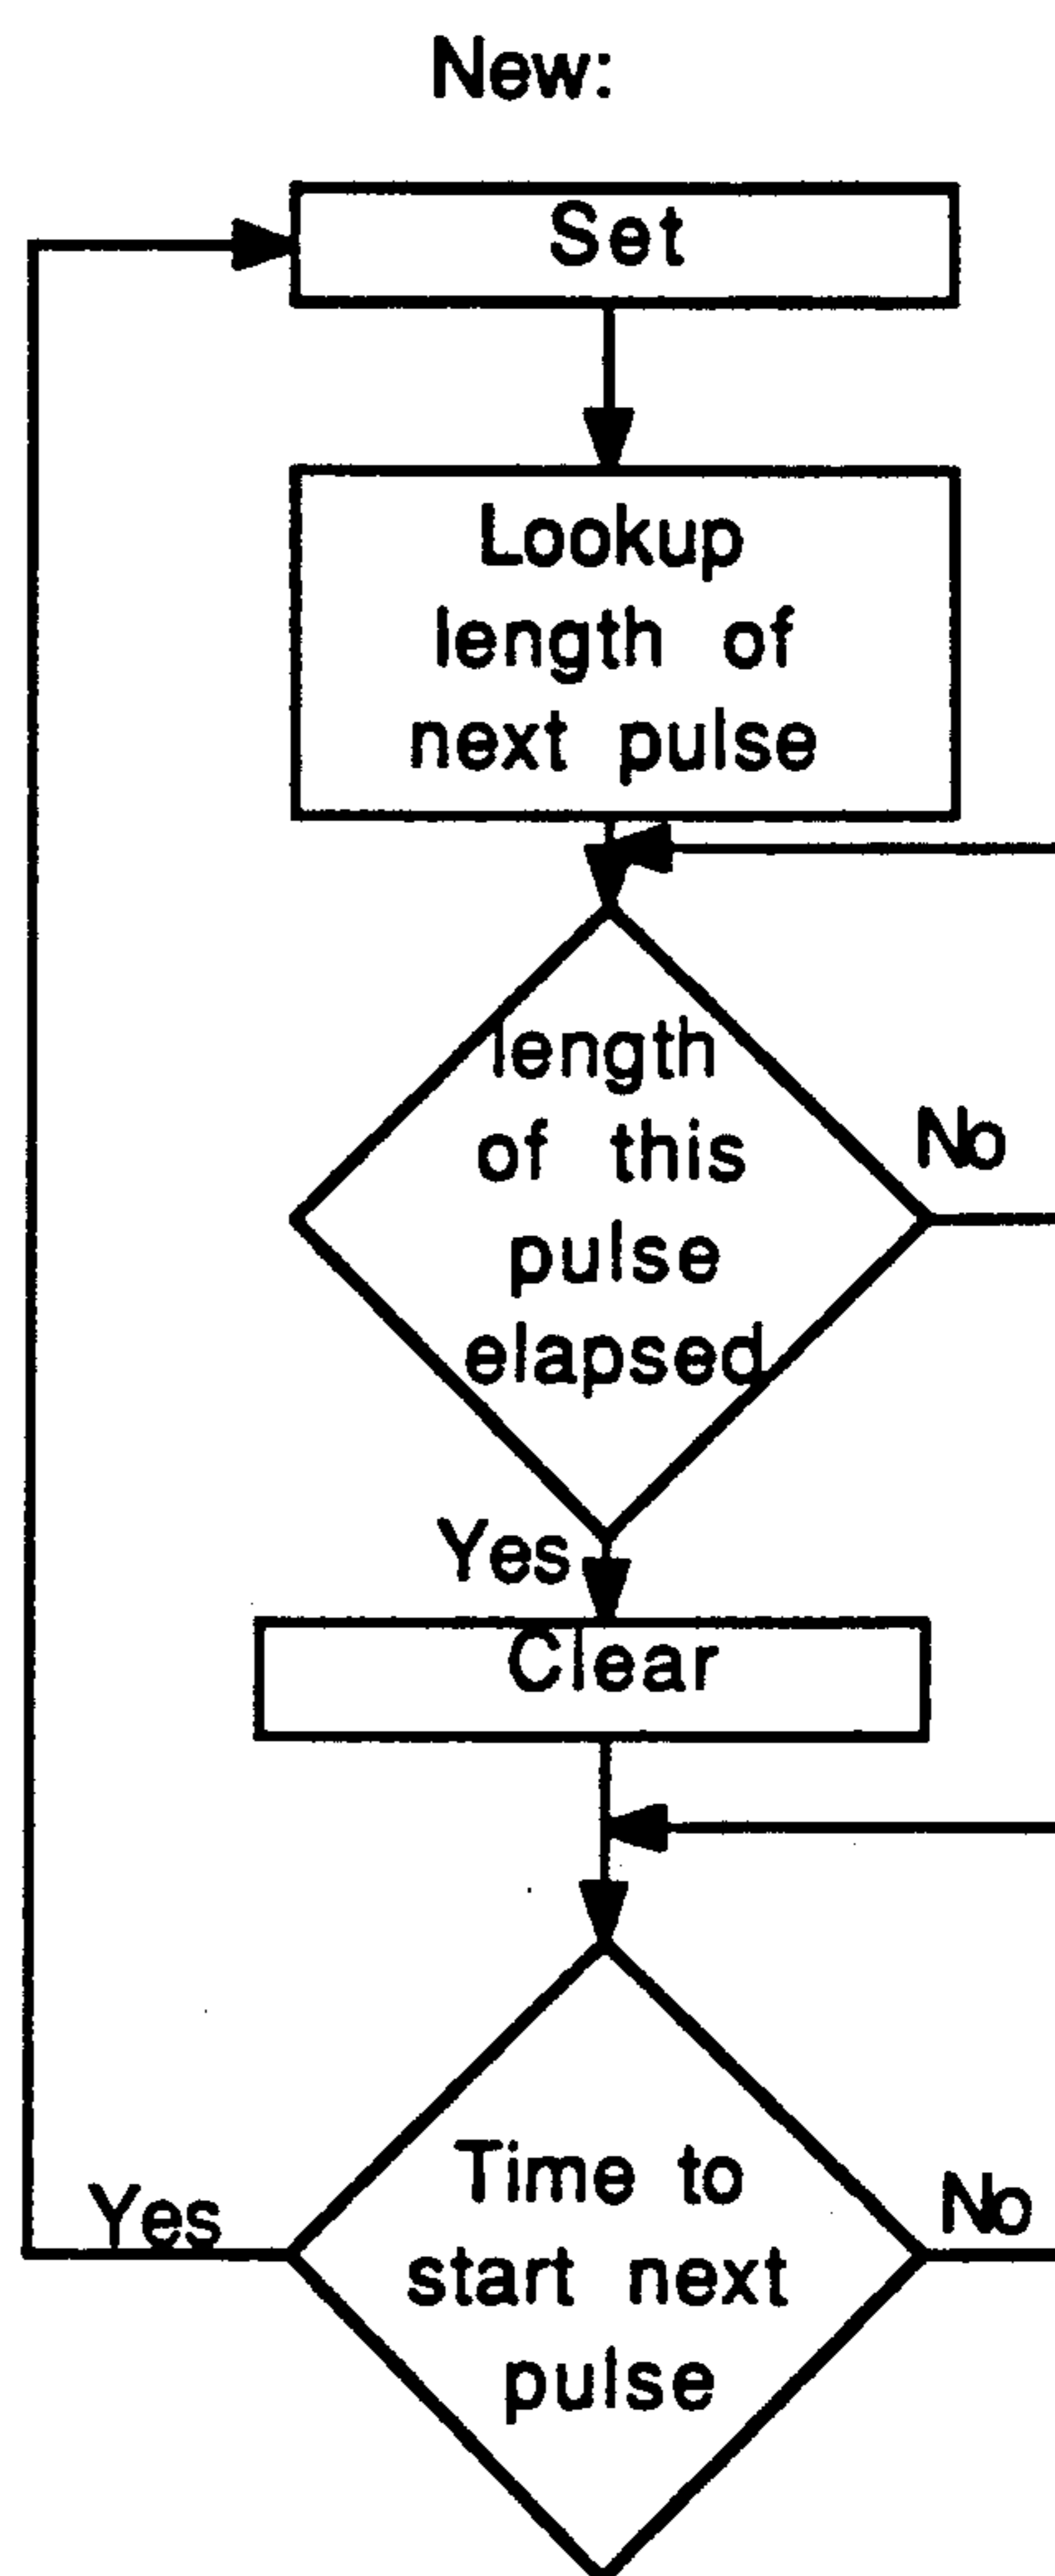 New:
Set
Lookup
length of
next pulse
length
of this
pulse
elapsed
No
Yes
Clear
Time to
start next
pulse
Yes
No